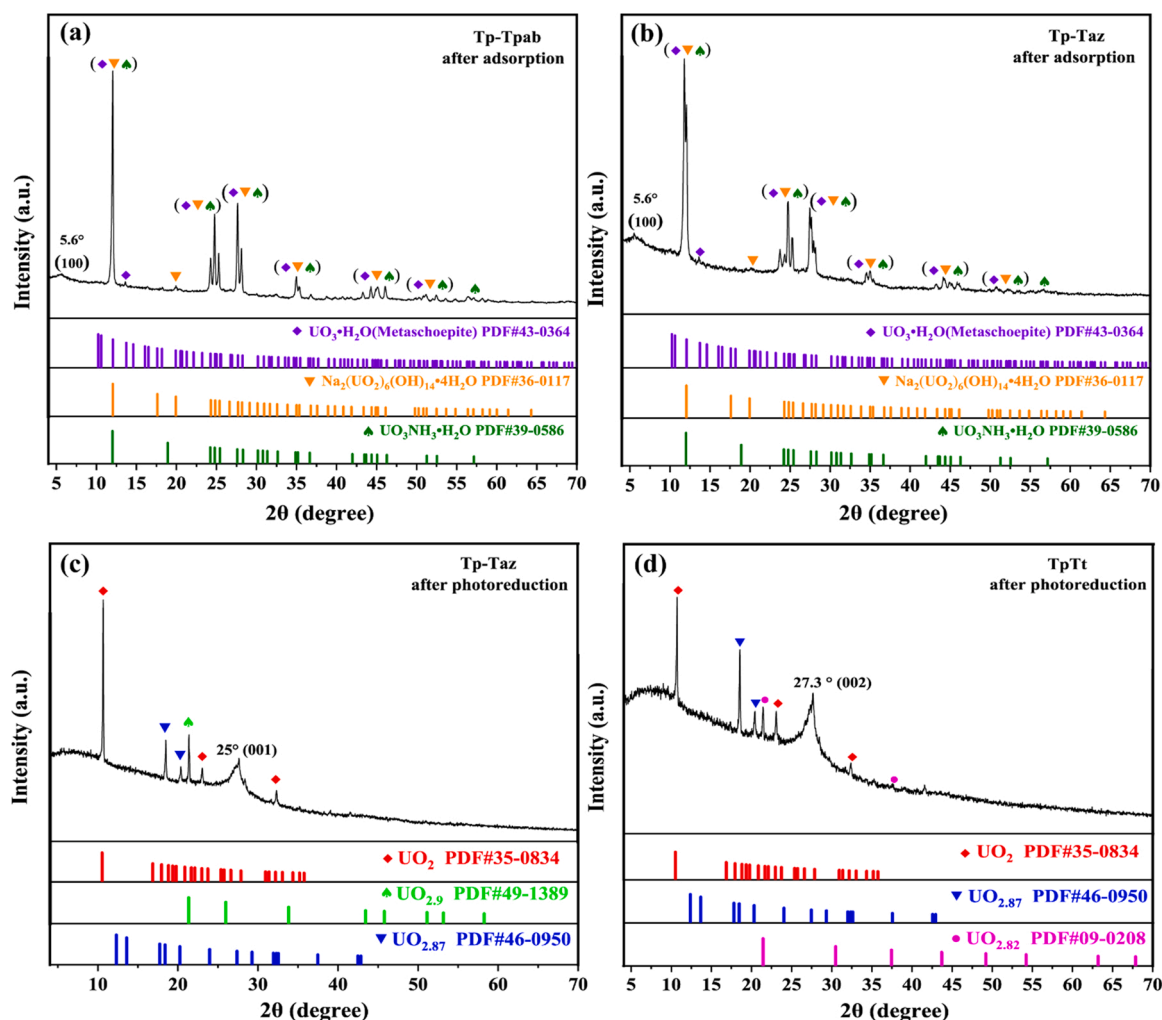 (a)
Tp-Tpab
after adsorption
(◆ ▼ ♠)
(◆ ▼ ♠)
(◆ ▼ ♠)
5.6°
(100)
(◆ ▼ ♠)
(◆ ▼ ♠)
(◆ ▼ ♠)
Intensity (a.u.)
UO₃•H₂O(Metaschoepite) PDF#43-0364
Na₂(UO₂)₆(OH)₁₄•4H₂O PDF#36-0117
UO₃NH₃•H₂O PDF#39-0586
5 10 15 20 25 30 35 40 45 50 55 60 65 70
2θ (degree)
(b)
Tp-Taz
after adsorption
(◆ ▼ ♠)
(◆ ▼ ♠)
(◆ ▼ ♠)
5.6°
(100)
(◆ ▼ ♠)
(◆ ▼ ♠)
(◆ ▼ ♠)
Intensity (a.u.)
UO₃•H₂O(Metaschoepite) PDF#43-0364
Na₂(UO₂)₆(OH)₁₄•4H₂O PDF#36-0117
UO₃NH₃•H₂O PDF#39-0586
5 10 15 20 25 30 35 40 45 50 55 60 65 70
2θ (degree)
(c)
Tp-Taz
after photoreduction
25° (001)
Intensity (a.u.)
UO₂ PDF#35-0834
UO₂.₉ PDF#49-1389
UO₂.₈₇ PDF#46-0950
10 20 30 40 50 60 70
2θ (degree)
(d)
TpTt
after photoreduction
27.3 ° (002)
Intensity (a.u.)
UO₂ PDF#35-0834
UO₂.₈₇ PDF#46-0950
UO₂.₈₂ PDF#09-0208
10 20 30 40 50 60 70
2θ (degree)